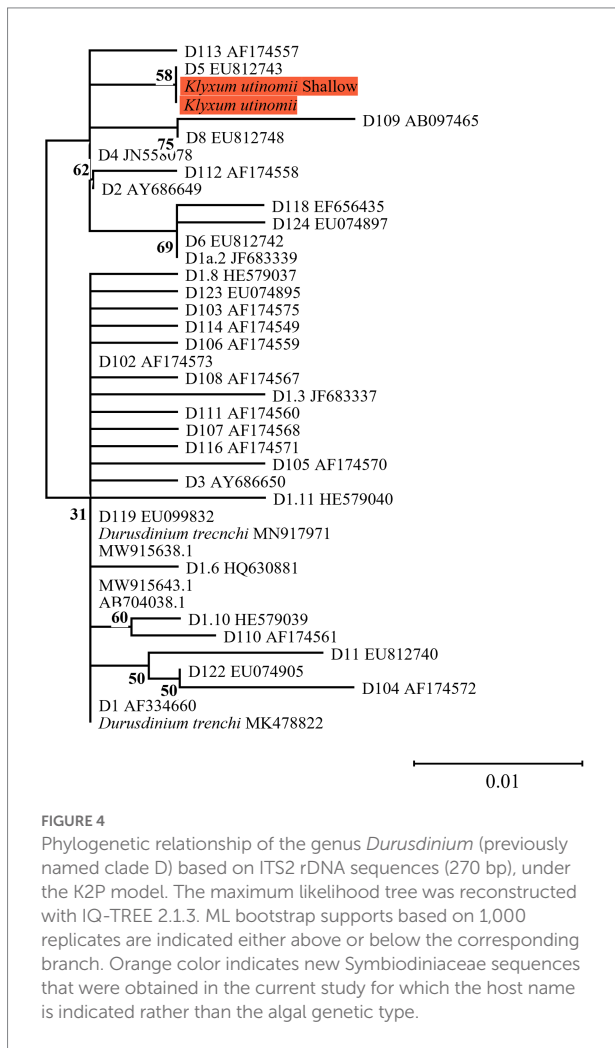 D113 AF174557
D5 EU812743
58
Klyxum utinomii Shallow
Klyxum utinomii
D109 AB097465
D8 EU812748
75
D4 JN558078
62
D112 AF174558
D2 AY686649
D118 EF656435
D124 EU074897
69
D6 EU812742
D1a.2 JF683339
D1.8 HE579037
D123 EU074895
D103 AF174575
D114 AF174549
D106 AF174559
D102 AF174573
D108 AF174567
D1.3 JF683337
D111 AF174560
D107 AF174568
D116 AF174571
D105 AF174570
D3 AY686650
D1.11 HE579040
31
D119 EU099832
Durusdinium trecnchi MN917971
MW915638.1
D1.6 HQ630881
MW915643.1
AB704038.1
60
D1.10 HE579039
D110 AF174561
D11 EU812740
50
D122 EU074905
50
D104 AF174572
D1 AF334660
Durusdinium trenchi MK478822
0.01
FIGURE 4
Phylogenetic relationship of the genus Durusdinium (previously
named clade D) based on ITS2 rDNA sequences (270 bp), under
the K2P model. The maximum likelihood tree was reconstructed
with IQ-TREE 2.1.3. ML bootstrap supports based on 1,000
replicates are indicated either above or below the corresponding
branch. Orange color indicates new Symbiodiniaceae sequences
that were obtained in the current study for which the host name
is indicated rather than the algal genetic type.